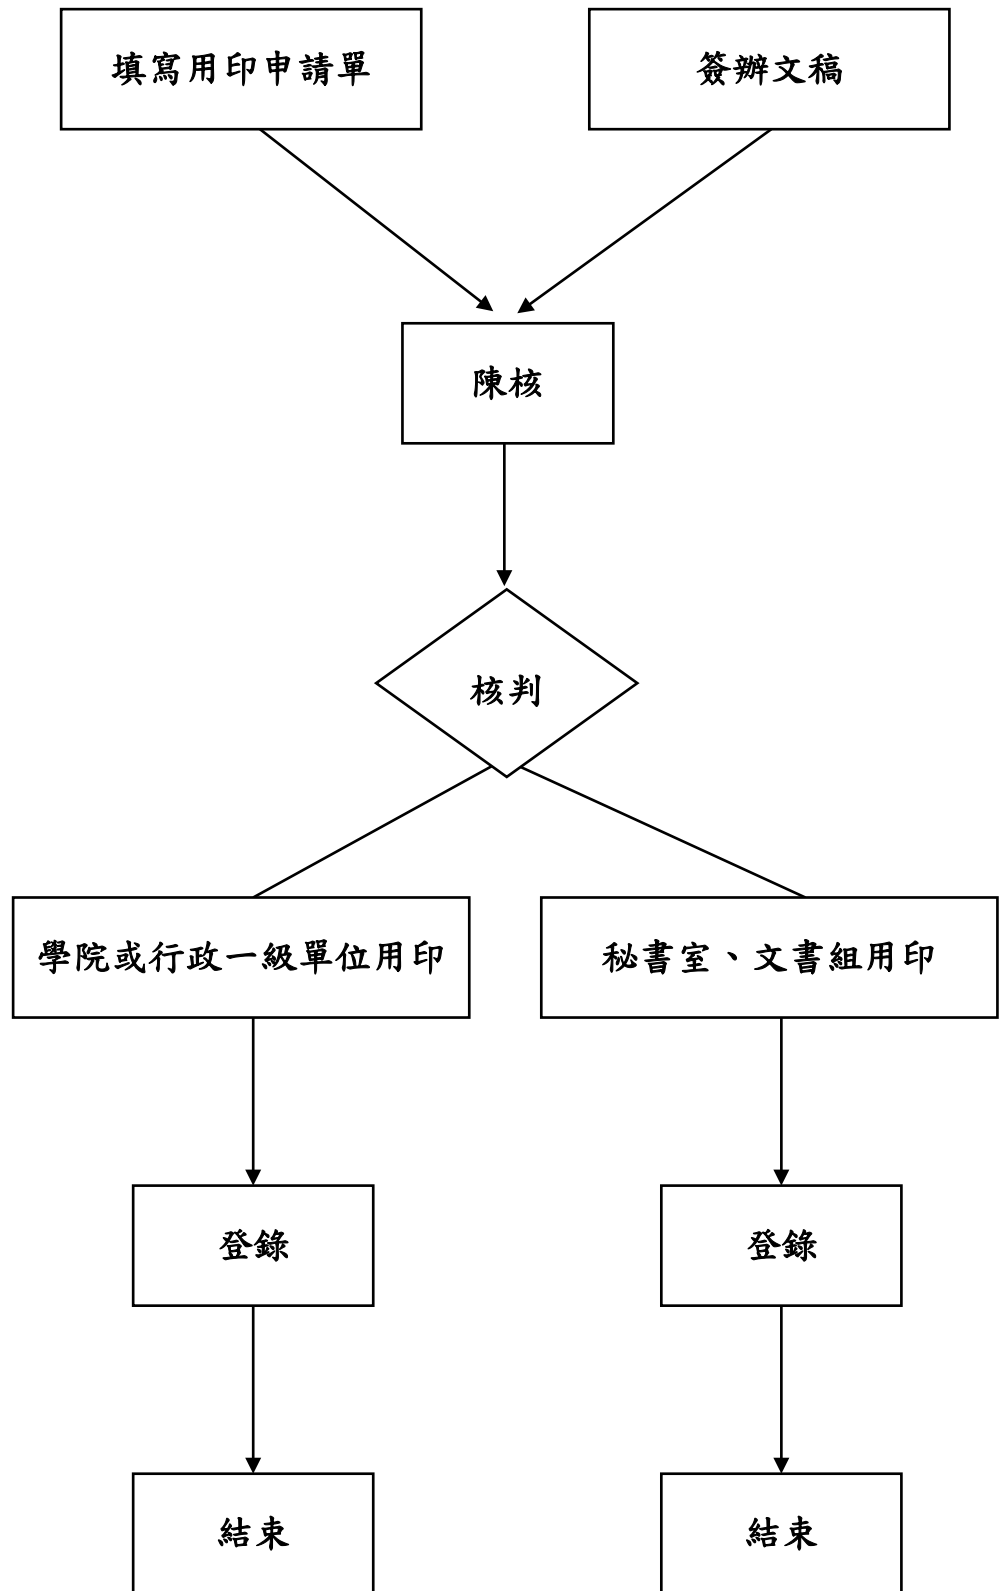 填寫用印申請單
簽辦文稿
陳核
核判
學院或行政一級單位用印
秘書室、文書組用印
登錄
登錄
結束
結束